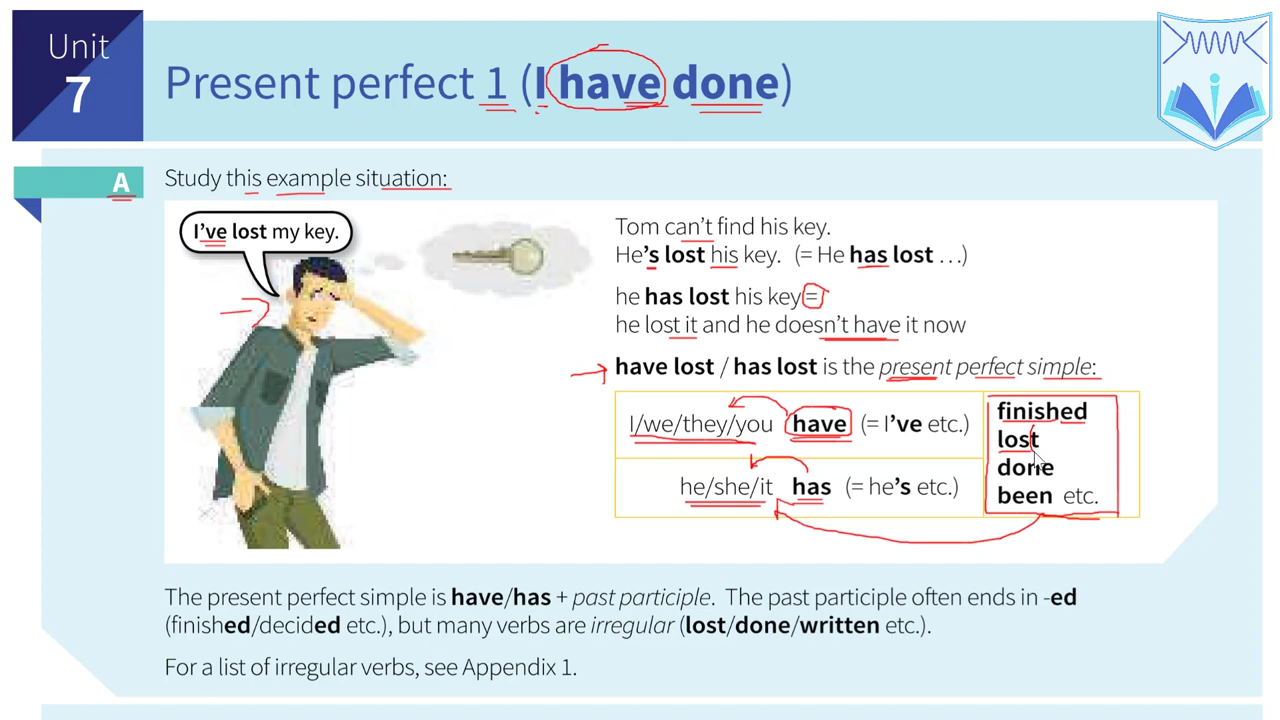 Unit
7
Present perfect 1 (I have done)
A
Study this example situation:
I've lost my key.
Tom can't find his key.
He's lost his key. (= He has lost …)
he has lost his key =
he lost it and he doesn't have it now
have lost / has lost is the present perfect simple:
I/we/they/you have (= I've etc.)
he/she/it has (= he's etc.)
finished
lost
done
been etc.
The present perfect simple is have/has + past participle. The past participle often ends in -ed
(finished/decided etc.), but many verbs are irregular (lost/done/written etc.).
For a list of irregular verbs, see Appendix 1.